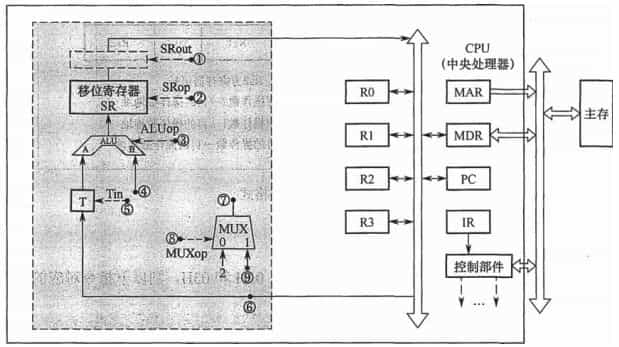 SRout
①
移位寄存器
SR
SRop
②
ALUop
ALU
A
B
③
④
T
Tin
⑤
⑦
MUX
0 1
⑧
MUXop
2
⑨
⑥
R0
R1
R2
R3
CPU
(中央处理器)
MAR
MDR
PC
IR
控制部件
...
主存